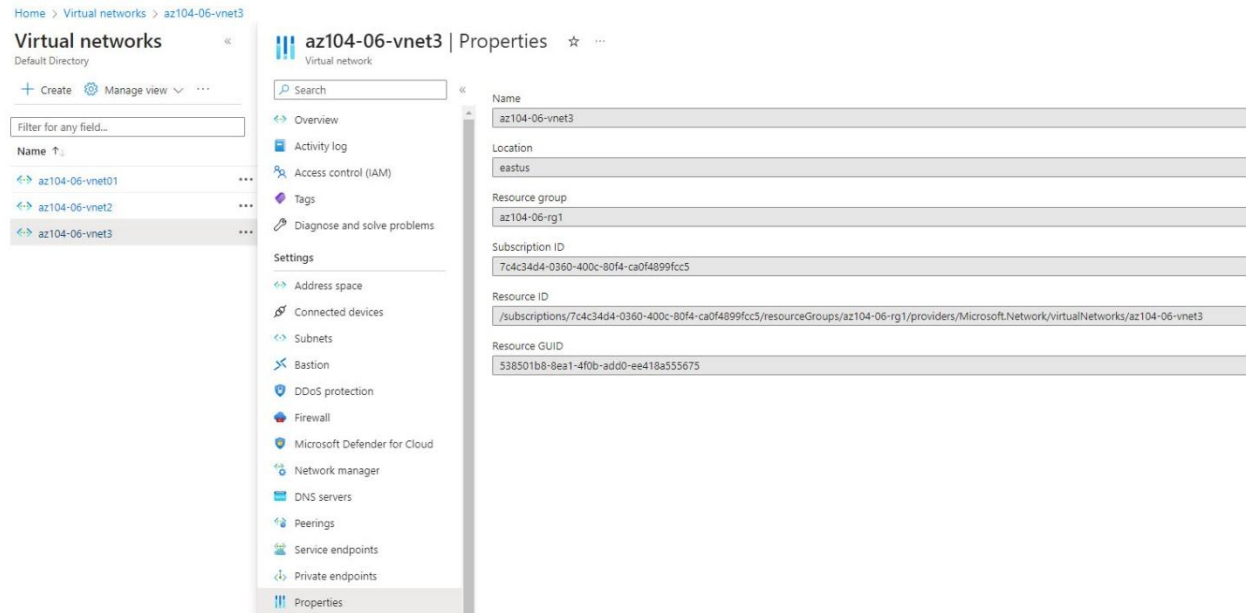 Home > Virtual networks > az104-06-vnet3
Virtual networks
Default Directory
Create Manage view
Filter for any field...
Name
az104-06-vnet01
az104-06-vnet2
az104-06-vnet3
az104-06-vnet3 | Properties
Virtual network
Search
Overview
Activity log
Access control (IAM)
Tags
Diagnose and solve problems
Settings
Address space
Connected devices
Subnets
Bastion
DDoS protection
Firewall
Microsoft Defender for Cloud
Network manager
DNS servers
Peerings
Service endpoints
Private endpoints
Properties
Name
az104-06-vnet3
Location
eastus
Resource group
az104-06-rg1
Subscription ID
7c4c34d4-0360-400c-80f4-ca0f4899fcc5
Resource ID
/subscriptions/7c4c34d4-0360-400c-80f4-ca0f4899fcc5/resourceGroups/az104-06-rg1/providers/Microsoft.Network/virtualNetworks/az104-06-vnet3
Resource GUID
538501b8-8ea1-4f0b-add0-ee418a555675